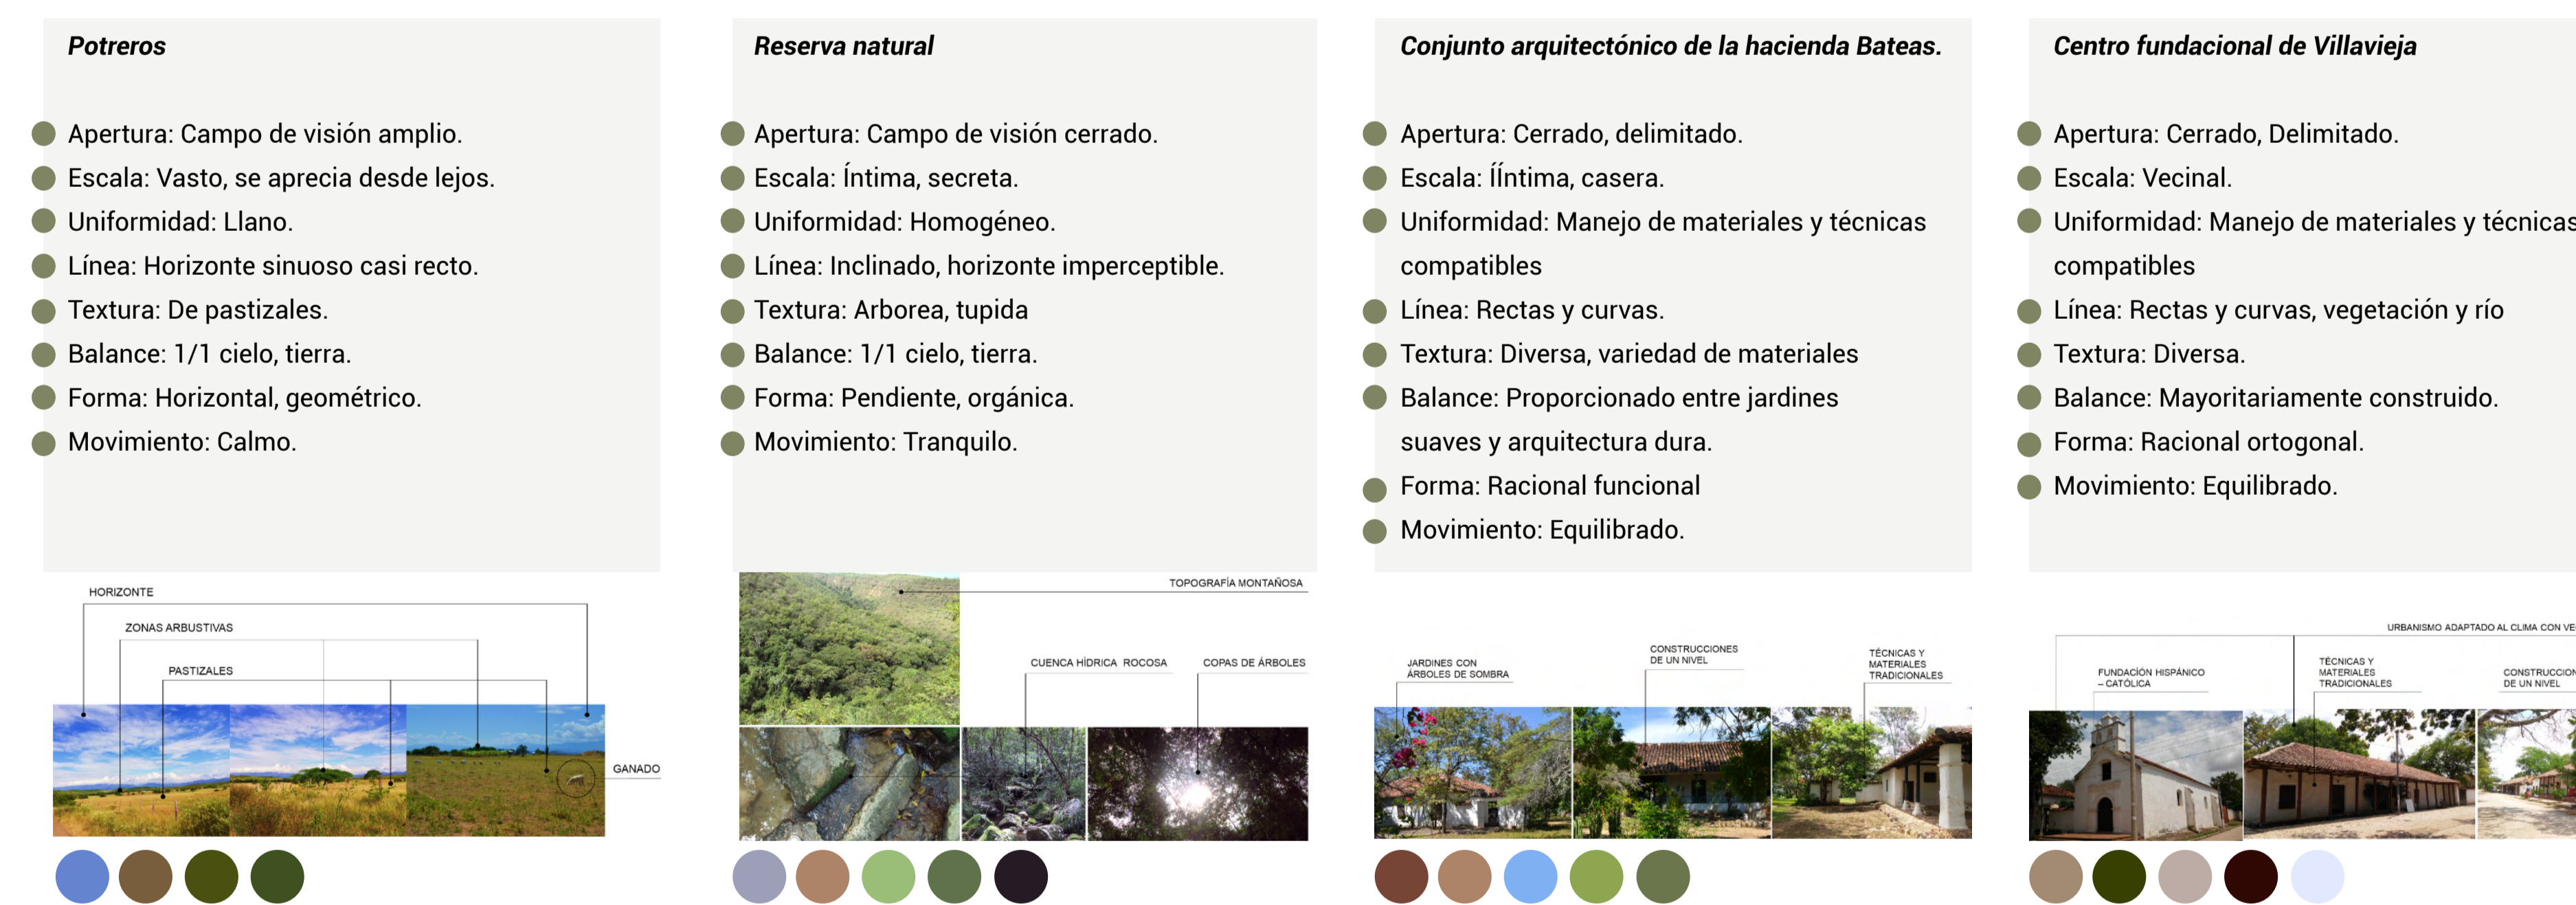 Potreros
Apertura: Campo de visión amplio.
Escala: Vasto, se aprecia desde lejos.
Uniformidad: Llano.
Línea: Horizonte sinuoso casi recto.
Textura: De pastizales.
Balance: 1/1 cielo, tierra.
Forma: Horizontal, geométrico.
Movimiento: Calmo.
HORIZONTE
ZONAS ARBUSTIVAS
PASTIZALES
GANADO
Reserva natural
Apertura: Campo de visión cerrado.
Escala: Íntima, secreta.
Uniformidad: Homogéneo.
Línea: Inclinado, horizonte imperceptible.
Textura: Arborea, tupida
Balance: 1/1 cielo, tierra.
Forma: Pendiente, orgánica.
Movimiento: Tranquilo.
TOPOGRAFÍA MONTAÑOSA
CUENCA HÍDRICA ROCOSA
COPAS DE ÁRBOLES
Conjunto arquitectónico de la hacienda Bateas.
Apertura: Cerrado, delimitado.
Escala: ÍÍntima, casera.
Uniformidad: Manejo de materiales y técnicas
compatibles
Línea: Rectas y curvas.
Textura: Diversa, variedad de materiales
Balance: Proporcionado entre jardines
suaves y arquitectura dura.
Forma: Racional funcional
Movimiento: Equilibrado.
JARDINES CON
ÁRBOLES DE SOMBRA
CONSTRUCCIONES
DE UN NIVEL
TÉCNICAS Y
MATERIALES
TRADICIONALES
Centro fundacional de Villavieja
Apertura: Cerrado, Delimitado.
Escala: Vecinal.
Uniformidad: Manejo de materiales y técnicas
compatibles
Línea: Rectas y curvas, vegetación y río
Textura: Diversa.
Balance: Mayoritariamente construido.
Forma: Racional ortogonal.
Movimiento: Equilibrado.
URBANISMO ADAPTADO AL CLIMA CON VE
FUNDACIÓN HISPÁNICO
– CATÓLICA
TÉCNICAS Y
MATERIALES
TRADICIONALES
CONSTRUCCION
DE UN NIVEL